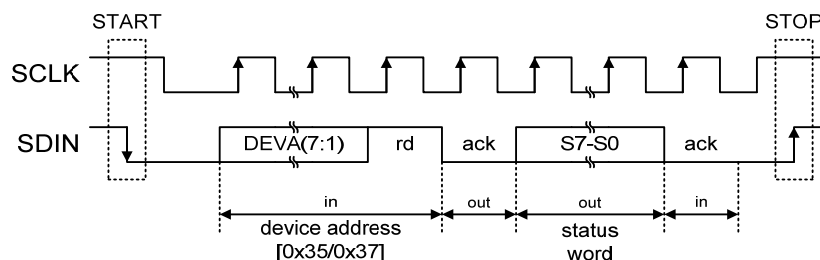 START STOP
SCLK
SDIN DEVA(7:1) rd ack S7-S0 ack
in out out in
device address status
[0x35/0x37] word